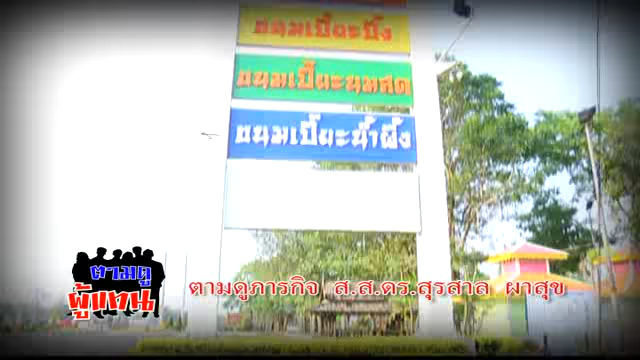 ขนมเปี๊ยะปิ้ง
ขนมเปี๊ยะนมสด
ขนมเปี๊ยะน้ำผึ้ง
ตามดู
ผู้แทน
ตามดูภารกิจ ส.ส.ดร.สุรสาล ผาสุข